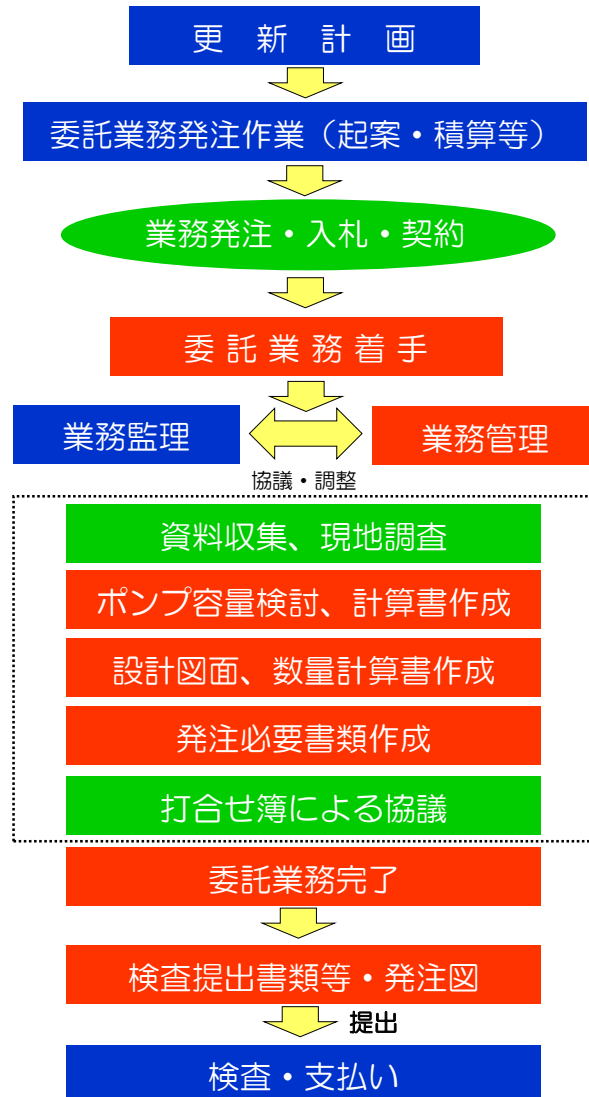 更新計画
委託業務発注作業（起案・積算等）
業務発注・入札・契約
委託業務着手
業務監理
業務管理
協議・調整
資料収集、現地調査
ポンプ容量検討、計算書作成
設計図面、数量計算書作成
発注必要書類作成
打合せ簿による協議
委託業務完了
検査提出書類等・発注図
提出
検査・支払い